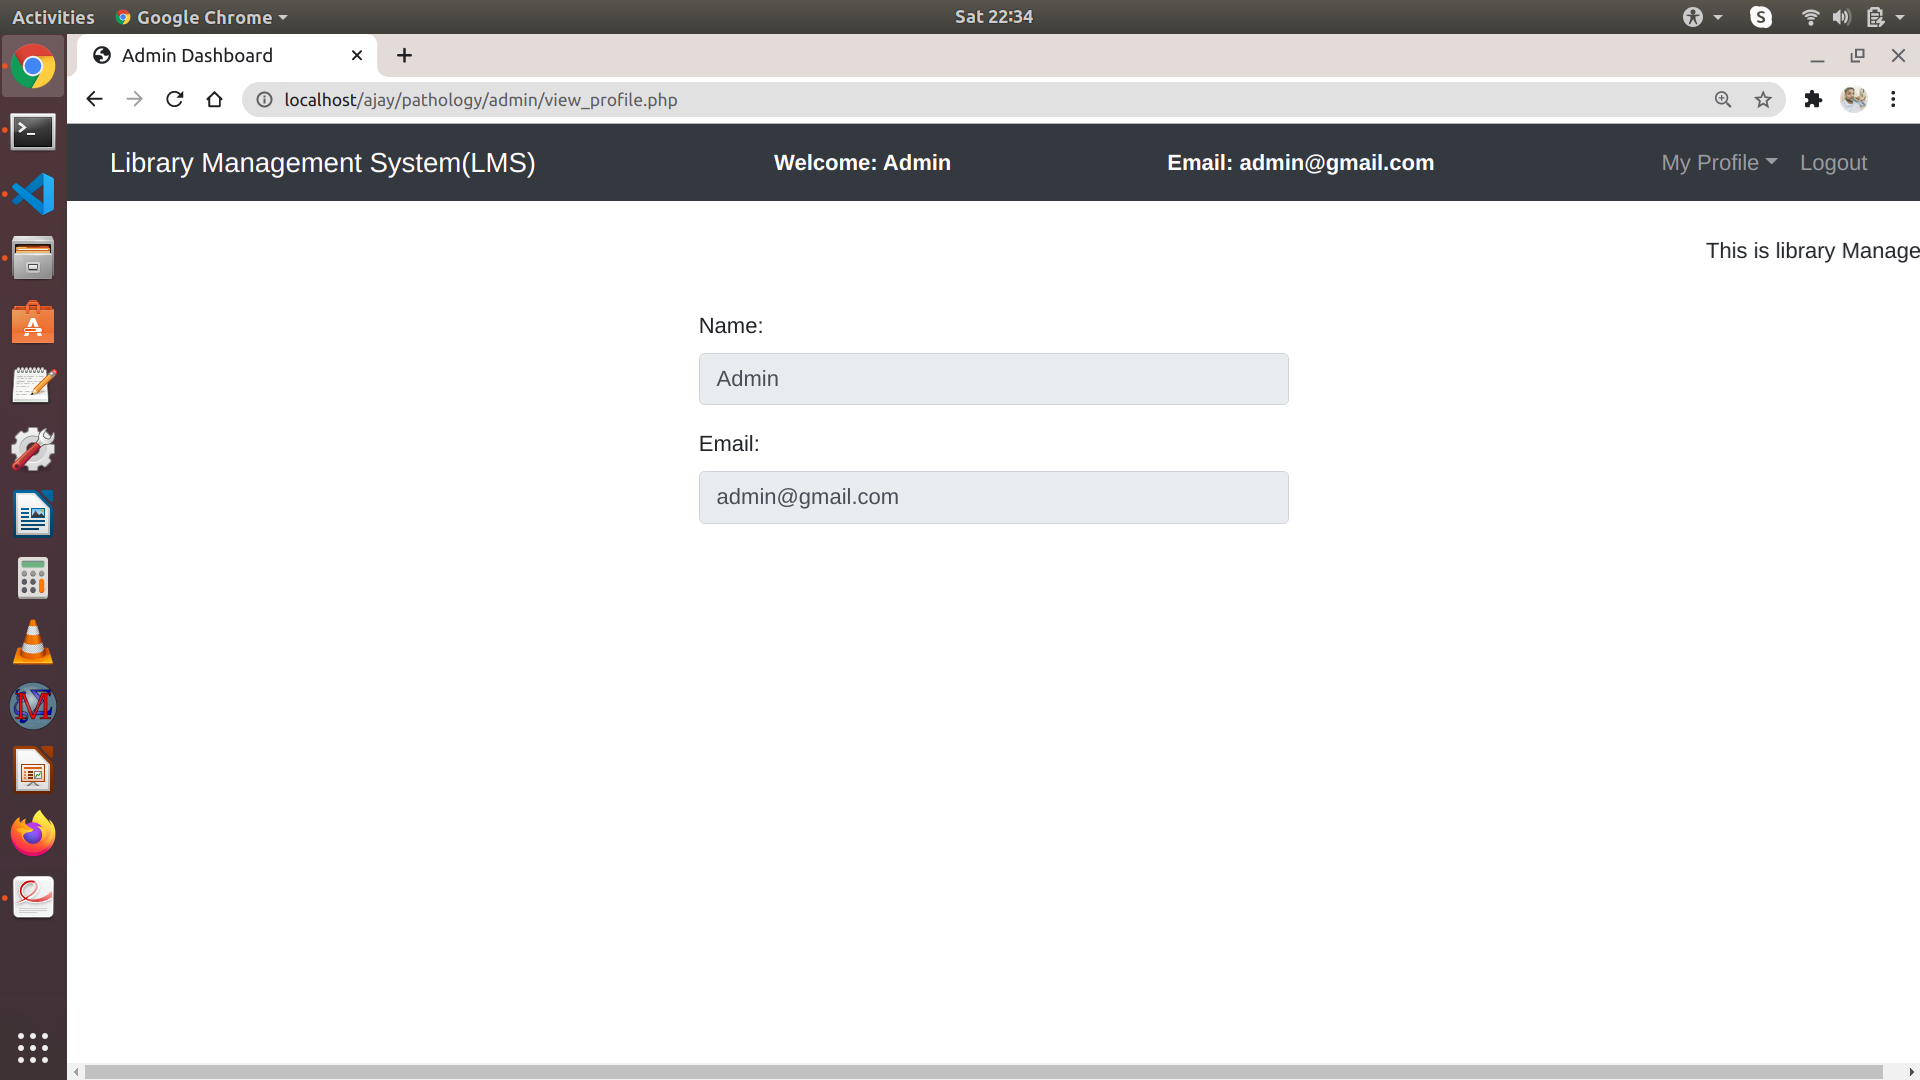 Activities Google Chrome Sat 22:34
Admin Dashboard
localhost/ajay/pathology/admin/view_profile.php
Library Management System(LMS) Welcome: Admin Email: admin@gmail.com My Profile Logout
This is library Manage
Name:
Admin
Email:
admin@gmail.com